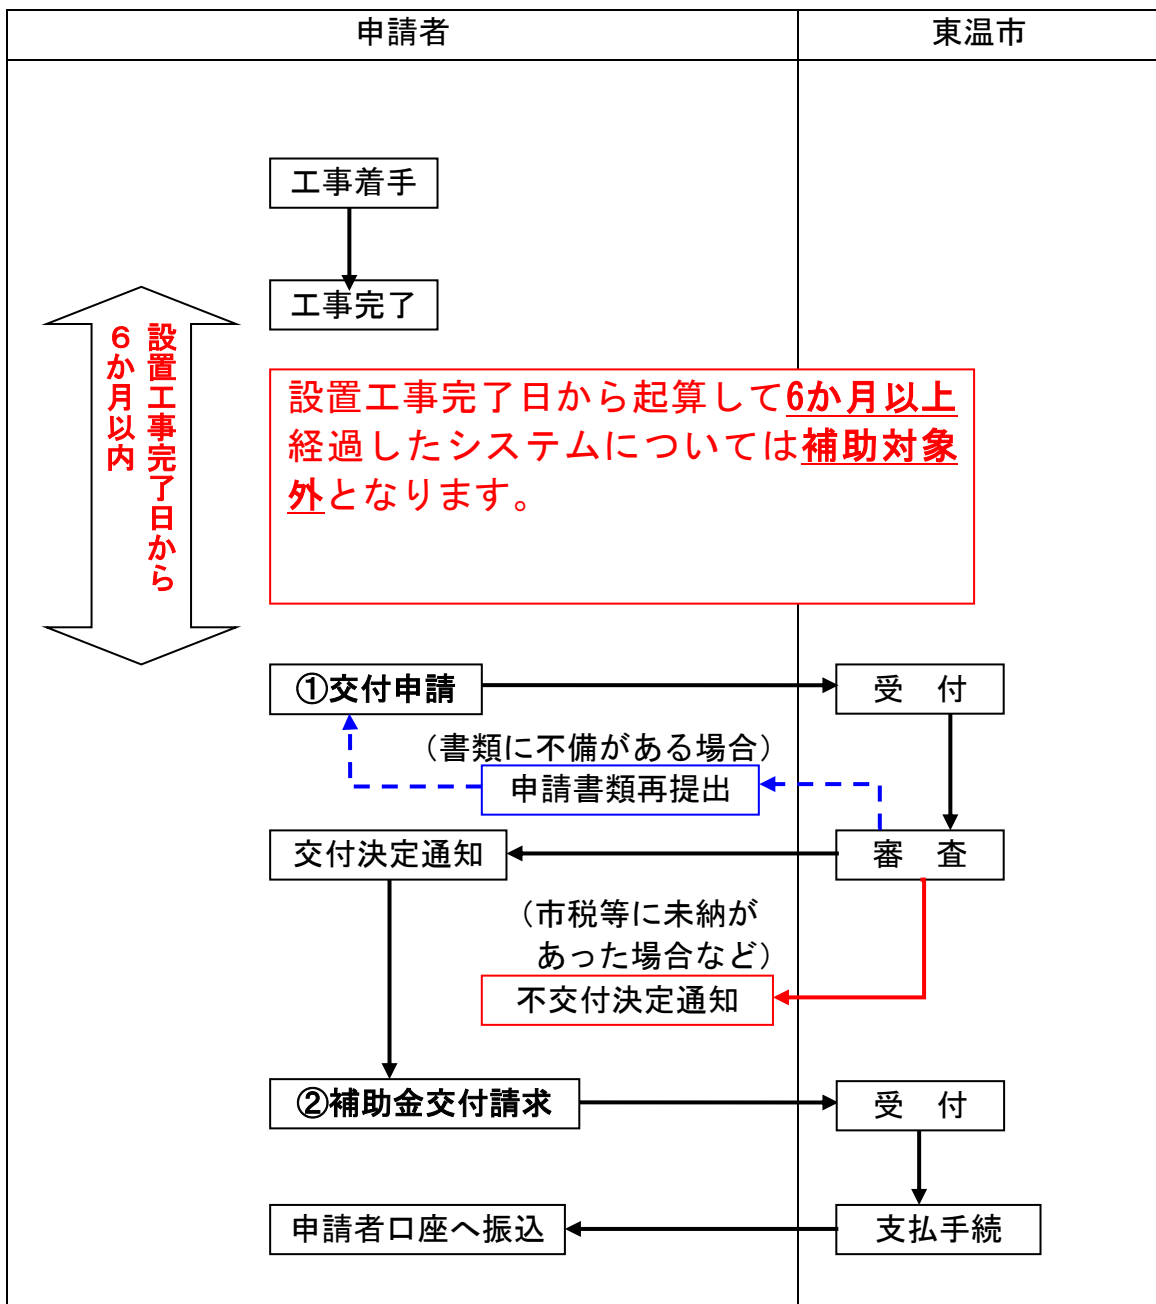 申請者
東温市
工事着手
工事完了
設置工事完了日から
６か月以内
設置工事完了日から起算して6か月以上
経過したシステムについては補助対象
外となります。
①交付申請
受　付
（書類に不備がある場合）
申請書類再提出
交付決定通知
審　査
（市税等に未納が
あった場合など）
不交付決定通知
②補助金交付請求
受　付
申請者口座へ振込
支払手続